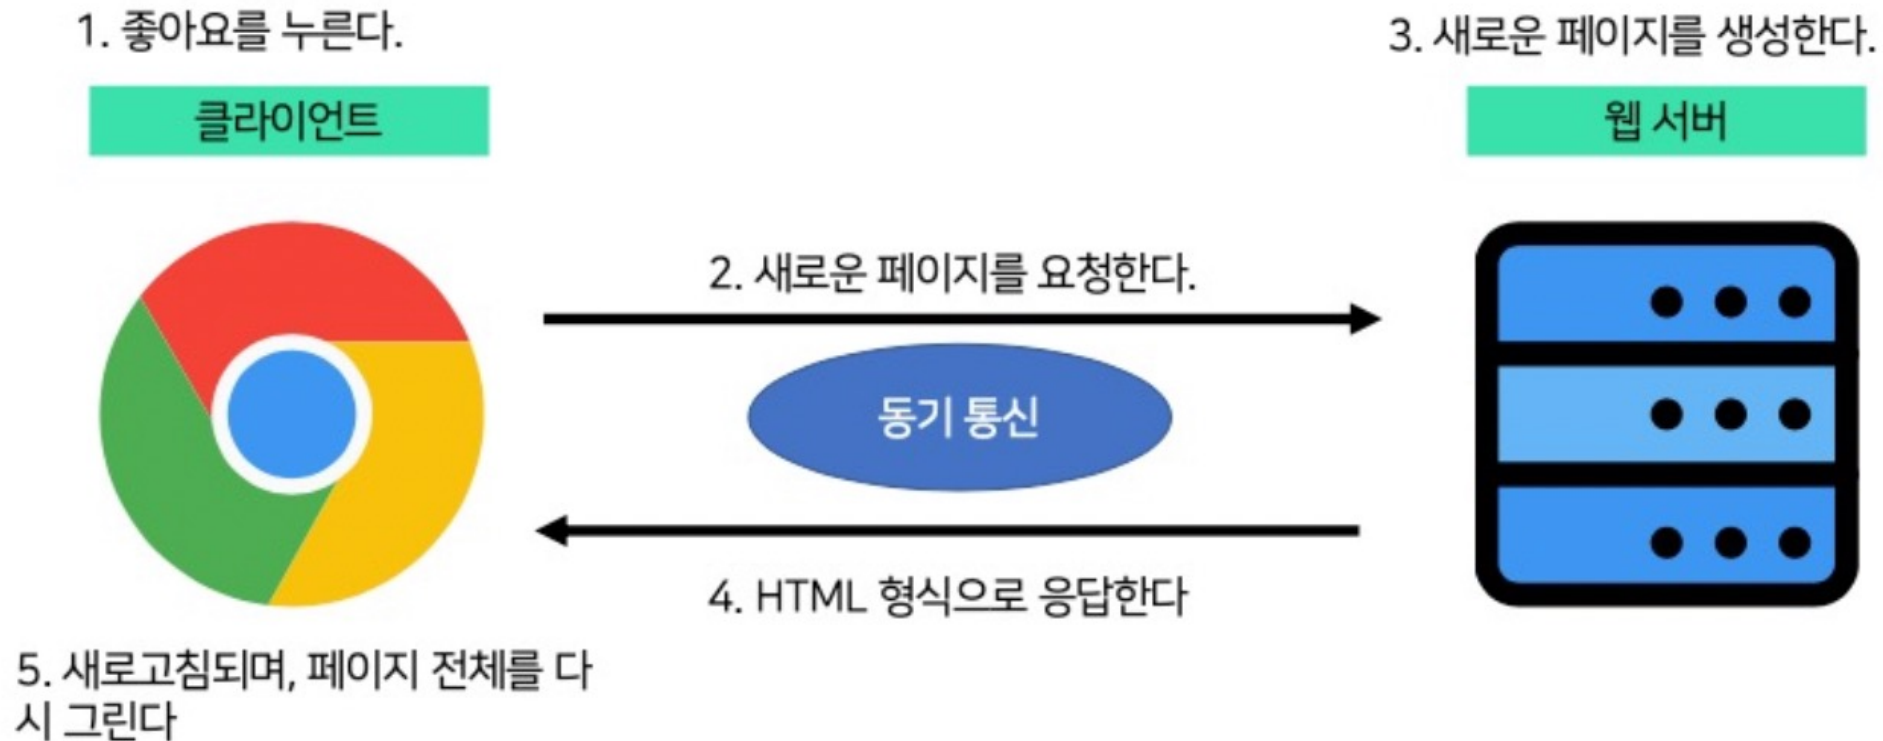 1. 좋아요를 누른다.
클라이언트
3. 새로운 페이지를 생성한다.
웹 서버
2. 새로운 페이지를 요청한다.
동기 통신
4. HTML 형식으로 응답한다
5. 새로고침되며, 페이지 전체를 다
시 그린다